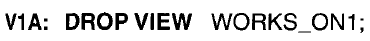 V1A: DROP VIEW WORKS_ON1;